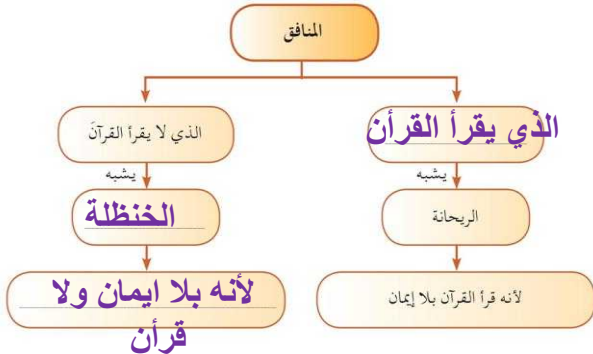 المنافق
الذي يقرأ القرأن
الذي لا يقرأ القرآنَ
يشبه
يشبه
الريحانة
الخنظلة
لأنه قرأ القرآن بلا إيمان
لأنه بلا ايمان ولا
قرأن